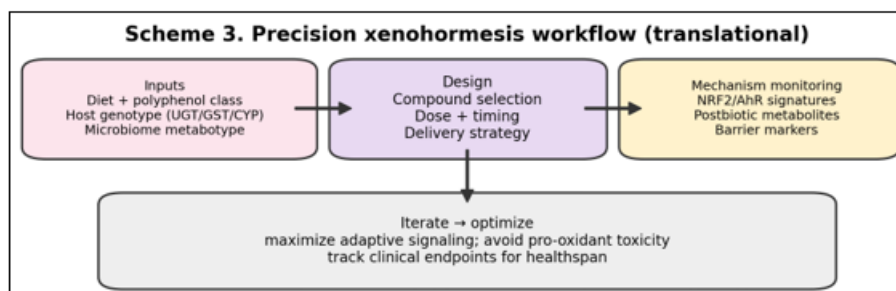 Scheme 3. Precision xenohormesis workflow (translational)
Inputs
Diet + polyphenol class
Host genotype (UGT/GST/CYP)
Microbiome metabotype
Design
Compound selection
Dose + timing
Delivery strategy
Mechanism monitoring
NRF2/AhR signatures
Postbiotic metabolites
Barrier markers
Iterate → optimize
maximize adaptive signaling; avoid pro-oxidant toxicity
track clinical endpoints for healthspan